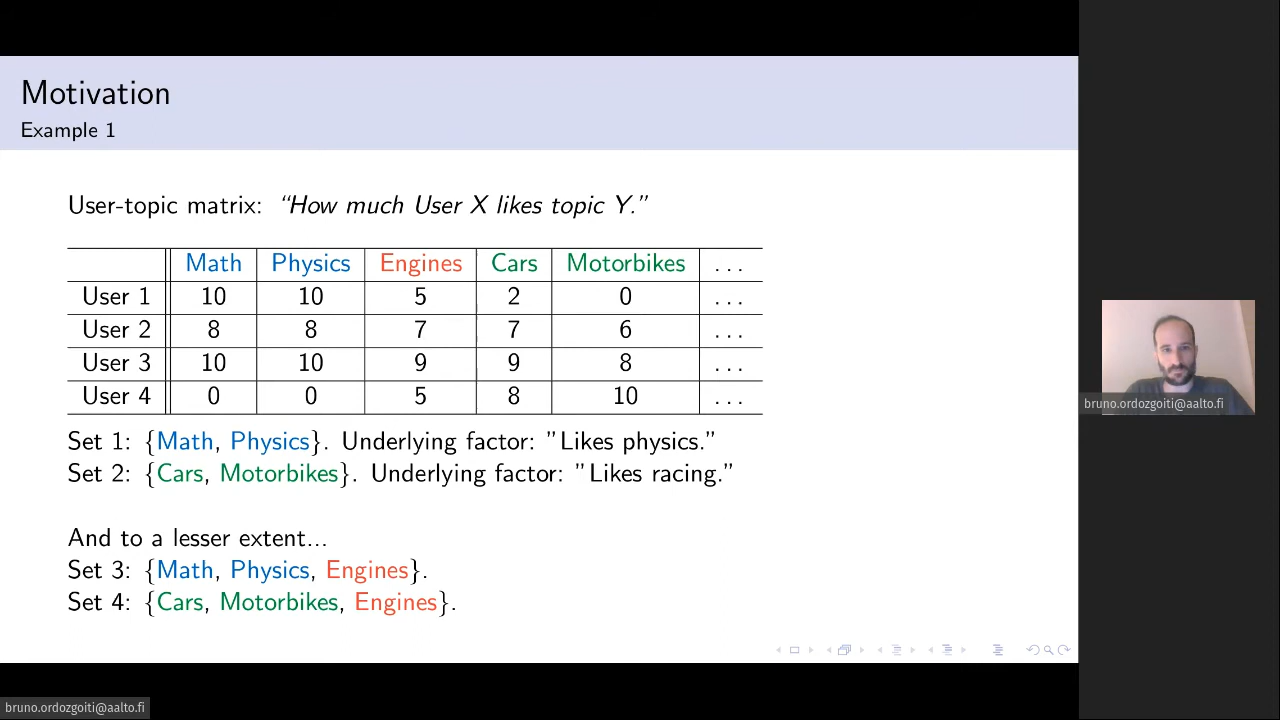 Motivation
Example 1
User-topic matrix: “How much User X likes topic Y.”
Math Physics Engines Cars Motorbikes ...
User 1 10 10 5 2 0 ...
User 2 8 8 7 7 6 ...
User 3 10 10 9 9 8 ...
User 4 0 0 5 8 10 ...
Set 1: {Math, Physics}. Underlying factor: ”Likes physics.”
Set 2: {Cars, Motorbikes}. Underlying factor: ”Likes racing.”
And to a lesser extent...
Set 3: {Math, Physics, Engines}.
Set 4: {Cars, Motorbikes, Engines}.
bruno.ordozgoiti@aalto.fi
bruno.ordozgoiti@aalto.fi